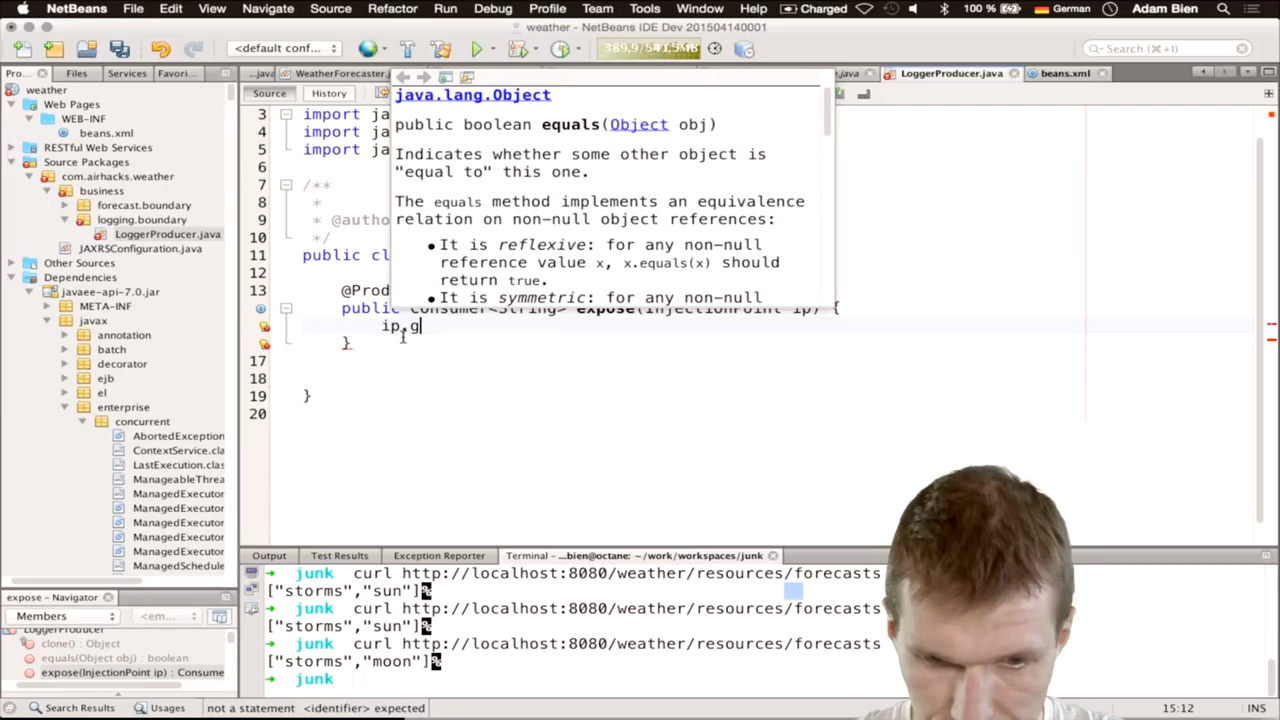 NetBeans File Edit View Navigate Source Refactor Run Debug Profile Team Tools Window Help Charged 100 % German Adam Bien
weather - NetBeans IDE Dev 201504140001
<default conf... 389,9/541,5MB Search (⌘+I)
Pro... Files Services Favori... ...java WeatherForecaster.j ...java LoggerProducer.java beans.xml
weather
Web Pages
WEB-INF
beans.xml
RESTful Web Services
Source Packages
com.airhacks.weather
business
forecast.boundary
logging.boundary
LoggerProducer.java
JAXRSConfiguration.java
Other Sources
Dependencies
javaee-api-7.0.jar
META-INF
javax
annotation
batch
decorator
ejb
el
enterprise
concurrent
AbortedException
ContextService.cla
LastExecution.clas
ManageableThrea
ManagedExecutor
ManagedExecutor
ManagedExecutor
ManagedExecutor
ManagedExecutor
ManagedSchedule
Source History
3 import ja
4 import ja
5 import ja
6
7 /**
8 *
9 * @autho
10 */
11 public cl
12
13 @Prod
public Consumer<String> expose(InjectionPoint ip) {
ip.g
}
17
18
19 }
20
java.lang.Object
public boolean equals(Object obj)
Indicates whether some other object is
"equal to" this one.
The equals method implements an equivalence
relation on non-null object references:
• It is reflexive: for any non-null
reference value x, x.equals(x) should
return true.
• It is symmetric: for any non-null
Output Test Results Exception Reporter Terminal - ...bien@octane: ~/work/workspaces/junk
➜ junk curl http://localhost:8080/weather/resources/forecasts
["storms","sun"]%
➜ junk curl http://localhost:8080/weather/resources/forecasts
["storms","sun"]%
➜ junk curl http://localhost:8080/weather/resources/forecasts
["storms","moon"]%
➜ junk
expose - Navigator
Members <em...
LoggerProducer
clone() : Object
equals(Object obj) : boolean
expose(InjectionPoint ip) : Consume
Search Results Usages not a statement <identifier> expected 15:12 INS